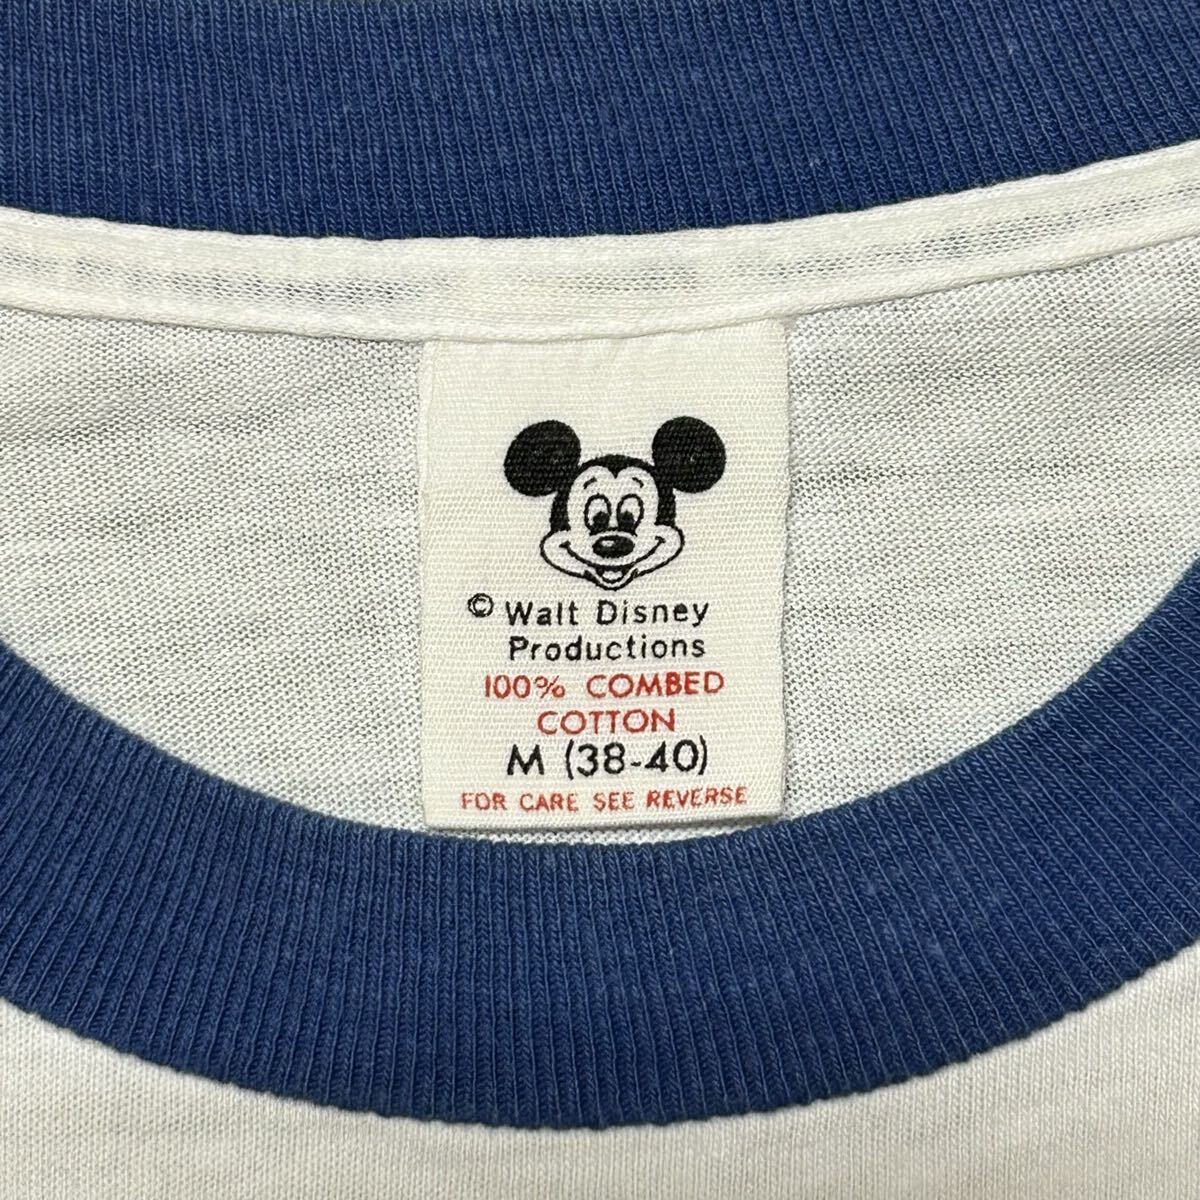 © Walt Disney
Productions
100% COMBED
COTTON
M (38-40)
FOR CARE SEE REVERSE